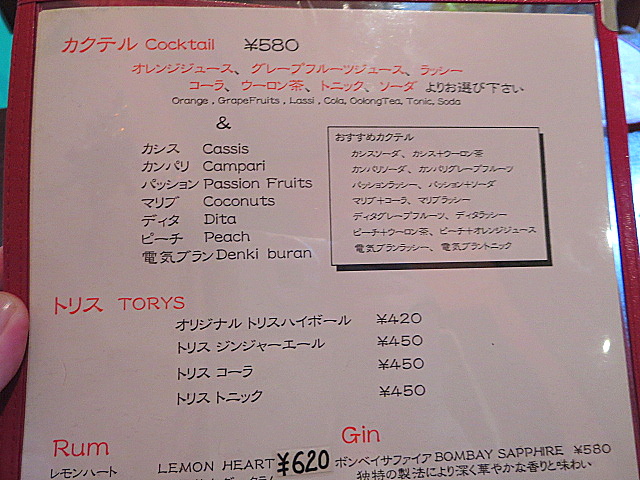 カクテル Cocktail ¥580
オレンジジュース、グレープフルーツジュース、ラッシー
コーラ、ウーロン茶、トニック、ソーダ よりお選び下さい
Orange , GrapeFruits , Lassi , Cola, OolongTea, Tonic, Soda
&
カシス Cassis
カンパリ Campari
パッション Passion Fruits
マリブ Coconuts
ディタ Dita
ピーチ Peach
電気ブラン Denki buran
おすすめカクテル
カシスソーダ、カシス+ウーロン茶
カンパリソーダ、カンパリグレープフルーツ
パッションラッシー、パッション+ソーダ
マリブ+コーラ、マリブラッシー
ディタグレープフルーツ、ディタラッシー
ピーチ+ウーロン茶、ピーチ+オレンジジュース
電気ブランラッシー、電気ブラントニック
トリス TORYS
オリジナル トリスハイボール ¥420
トリス ジンジャーエール ¥450
トリス コーラ ¥450
トリス トニック ¥450
Rum
レモンハート LEMON HEART ¥620
Gin
ボンベイサファイア BOMBAY SAPPHIRE ¥580
独特の製法により深く華やかな香りと味わい